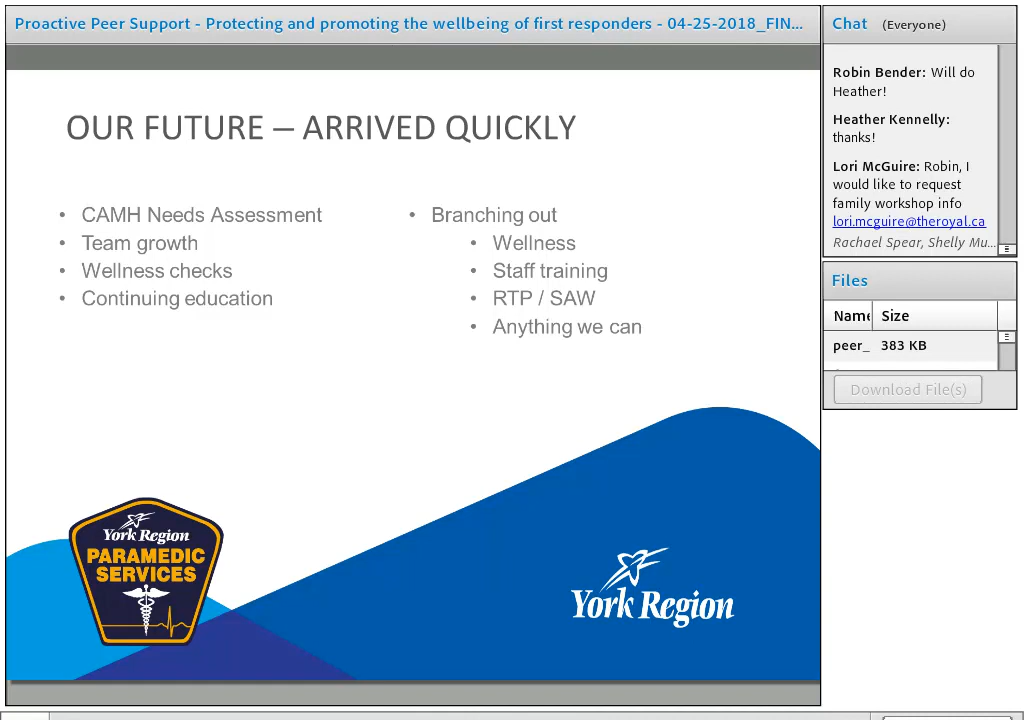 Proactive Peer Support - Protecting and promoting the wellbeing of first responders - 04-25-2018_FIN...
OUR FUTURE – ARRIVED QUICKLY
• CAMH Needs Assessment
• Team growth
• Wellness checks
• Continuing education
• Branching out
• Wellness
• Staff training
• RTP / SAW
• Anything we can
York Region
PARAMEDIC
SERVICES
York Region
Chat (Everyone)
Robin Bender: Will do
Heather!
Heather Kennelly:
thanks!
Lori McGuire: Robin, I
would like to request
family workshop info
lori.mcguire@theroyal.ca
Rachael Spear, Shelly Mu...
Files
Name Size
peer_ 383 KB
Download File(s)